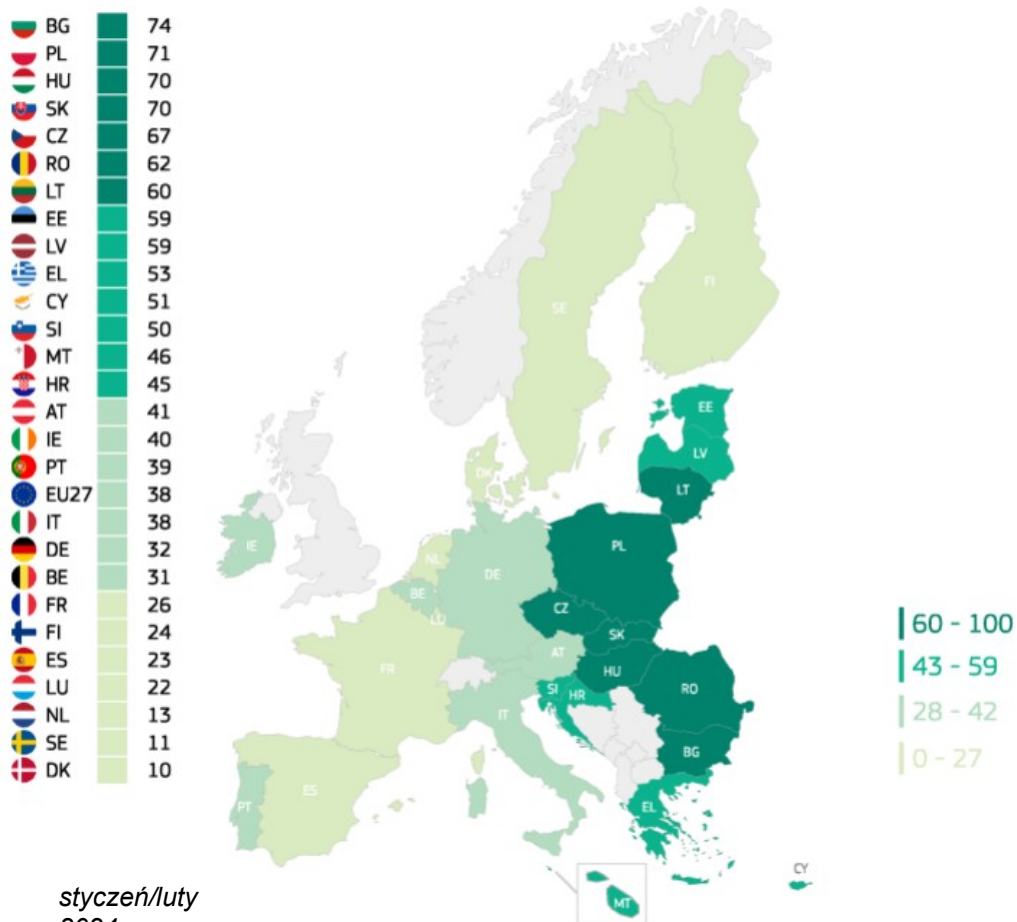 BG 74
PL 71
HU 70
SK 70
CZ 67
RO 62
LT 60
EE 59
LV 59
EL 53
CY 51
SI 50
MT 46
HR 45
AT 41
IE 40
PT 39
EU27 38
IT 38
DE 32
BE 31
FR 26
FI 24
ES 23
LU 22
NL 13
SE 11
DK 10
FI
SE
EE
LV
DK
LT
PL
IE
NL
DE
BE
CZ
LU
SK
AT
HU
FR
SI
HR
RO
IT
BG
ES
PT
EL
CY
MT
60 - 100
43 - 59
28 - 42
0 - 27
styczeń/luty